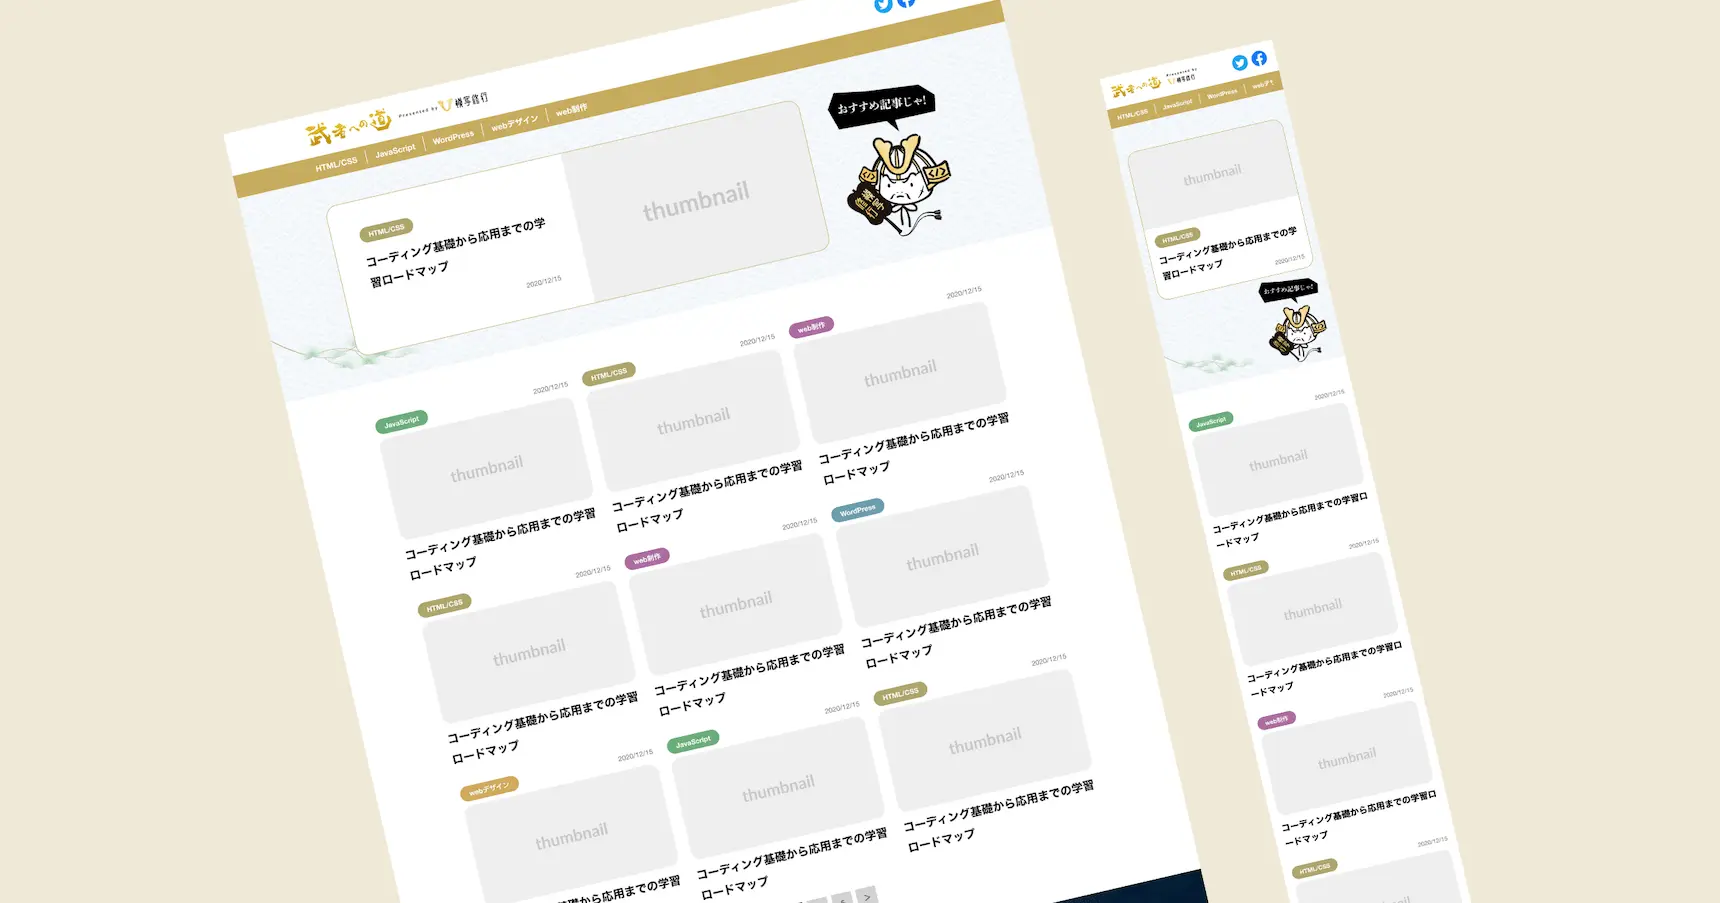 武者への道 Presented by 模写修行
HTML/CSS
JavaScript
WordPress
webデザイン
web制作
HTML/CSS
コーディング基礎から応用までの学
習ロードマップ
2020/12/15
thumbnail
おすすめ記事じゃ!
模写
修行
JavaScript
2020/12/15
thumbnail
コーディング基礎から応用までの学習
ロードマップ
HTML/CSS
2020/12/15
thumbnail
コーディング基礎から応用までの学習
ロードマップ
web制作
2020/12/15
thumbnail
コーディング基礎から応用までの学習
ロードマップ
HTML/CSS
2020/12/15
thumbnail
コーディング基礎から応用までの学習
ロードマップ
web制作
2020/12/15
thumbnail
コーディング基礎から応用までの学習
ロードマップ
WordPress
2020/12/15
thumbnail
コーディング基礎から応用までの学習
ロードマップ
webデザイン
2020/12/15
thumbnail
コーディング基礎から応用までの学習
JavaScript
2020/12/15
thumbnail
コーディング基礎から応用までの学習
ロードマップ
HTML/CSS
2020/12/15
thumbnail
コーディング基礎から応用までの学習
ロードマップ
>
武者への道 Presented by 模写修行
HTML/CSS
JavaScript
WordPress
webデザ
thumbnail
HTML/CSS
コーディング基礎から応用までの学
習ロードマップ
2020/12/15
おすすめ記事じゃ!
JavaScript
2020/12/15
thumbnail
コーディング基礎から応用までの学習ロ
ードマップ
HTML/CSS
2020/12/15
thumbnail
コーディング基礎から応用までの学習ロ
ードマップ
web制作
2020/12/15
thumbnail
コーディング基礎から応用までの学習ロ
ードマップ
HTML/CSS
2020/12/15
thumbnail